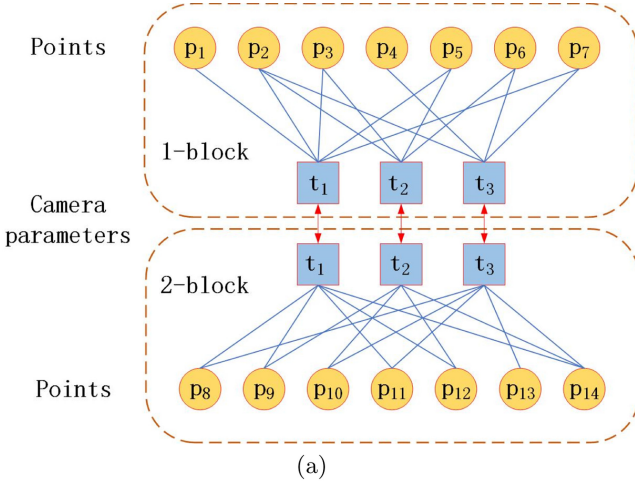 Points
p1 p2 p3 p4 p5 p6 p7
1-block
t1 t2 t3
Camera
parameters
t1 t2 t3
2-block
Points
p8 p9 p10 p11 p12 p13 p14
(a)